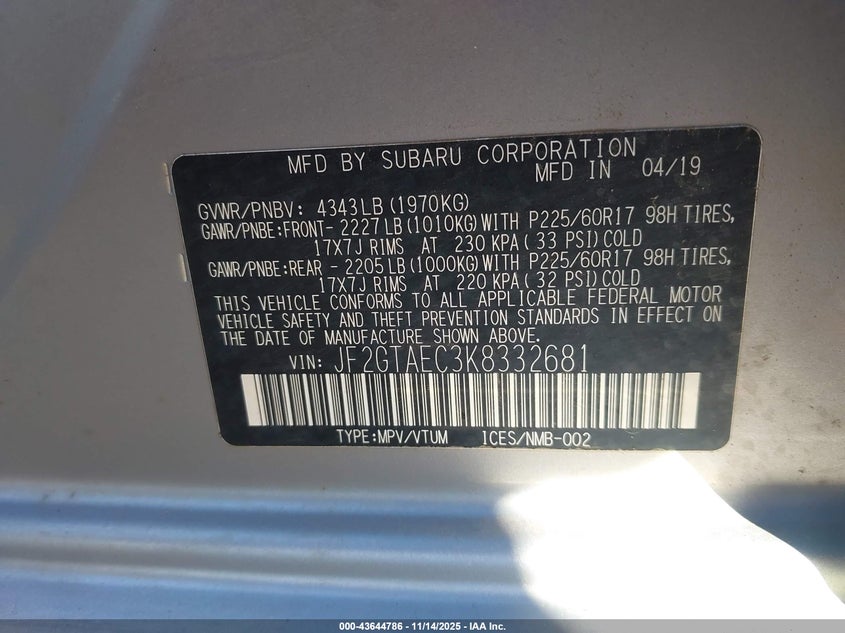 MFD BY SUBARU CORPORATION
MFD IN 04/19
GVWR/PNBV: 4343LB (1970KG)
GAWR/PNBE:FRONT- 2227LB (1010KG) WITH P225/60R17 98H TIRES,
17X7J RIMS AT 230 KPA ( 33 PSI) COLD
GAWR/PNBE:REAR - 2205LB (1000KG) WITH P225/60R17 98H TIRES,
17X7J RIMS AT 220 KPA ( 32 PSI) COLD
THIS VEHICLE CONFORMS TO ALL APPLICABLE FEDERAL MOTOR
VEHICLE SAFETY AND THEFT PREVENTION STANDARDS IN EFFECT ON
THE DATE OF MANUFACTURE SHOWN ABOVE.
VIN: JF2GTAEC3K8332681
TYPE:MPV/VTUM ICES/NMB-002
000-43644786 | 11/14/2025 | IAA Inc.